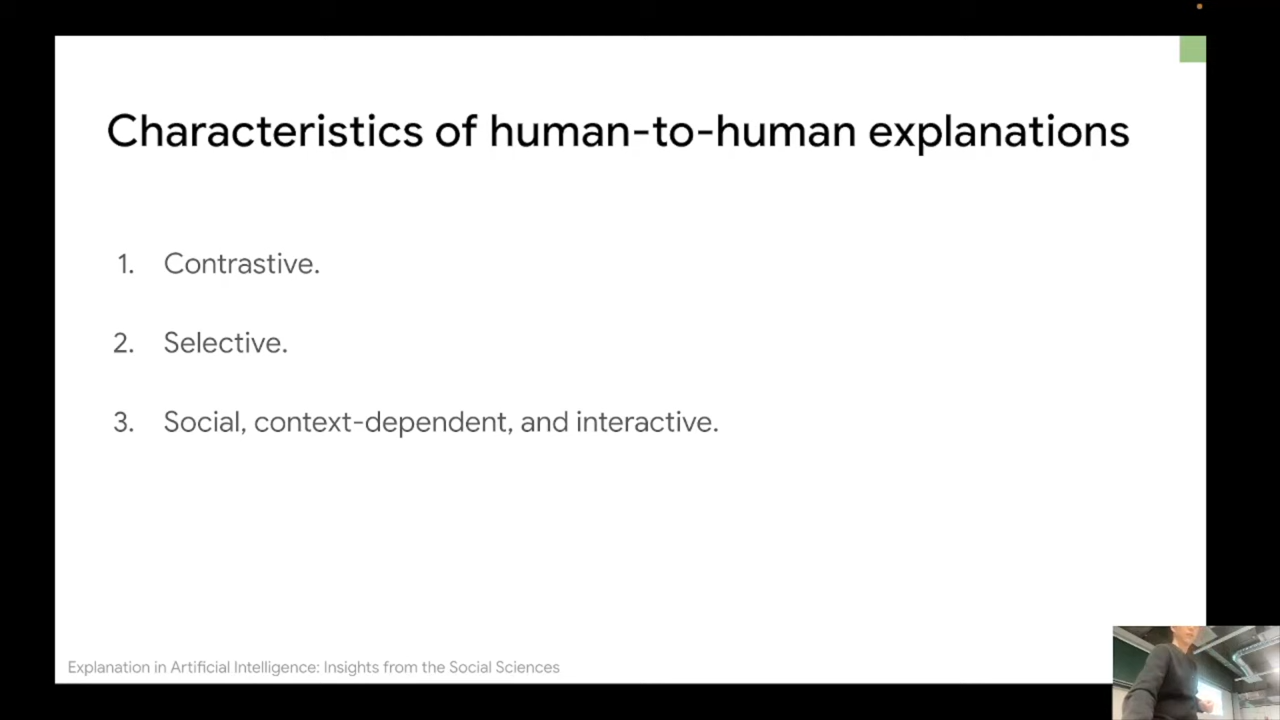 Characteristics of human-to-human explanations
1. Contrastive.
2. Selective.
3. Social, context-dependent, and interactive.
Explanation in Artificial Intelligence: Insights from the Social Sciences